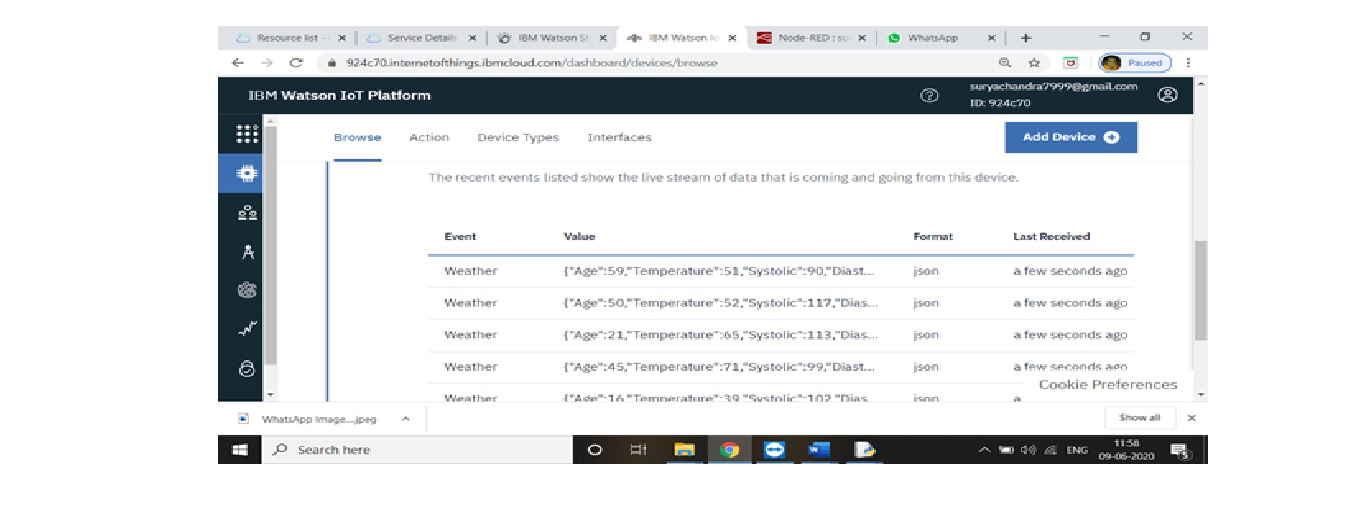 Resource list - Service Details IBM Watson St IBM Watson Io Node-RED : su WhatsApp
924c70.internetofthings.ibmcloud.com/dashboard/devices/browse Paused
IBM Watson IoT Platform
suryachandra7999@gmail.com
ID: 924c70
Browse Action Device Types Interfaces Add Device
The recent events listed show the live stream of data that is coming and going from this device.
Event Value Format Last Received
Weather {"Age":59,"Temperature":51,"Systolic":90,"Diast... json a few seconds ago
Weather {"Age":50,"Temperature":52,"Systolic":117,"Dias... json a few seconds ago
Weather {"Age":21,"Temperature":65,"Systolic":113,"Dias... json a few seconds ago
Weather {"Age":45,"Temperature":71,"Systolic":99,"Diast... json a few seconds ago
Cookie Preferences
Weather {"Age":16,"Temperature":39,"Systolic":102,"Dias... json a
WhatsApp Image....jpeg Show all
Search here ENG 11:58
09-06-2020